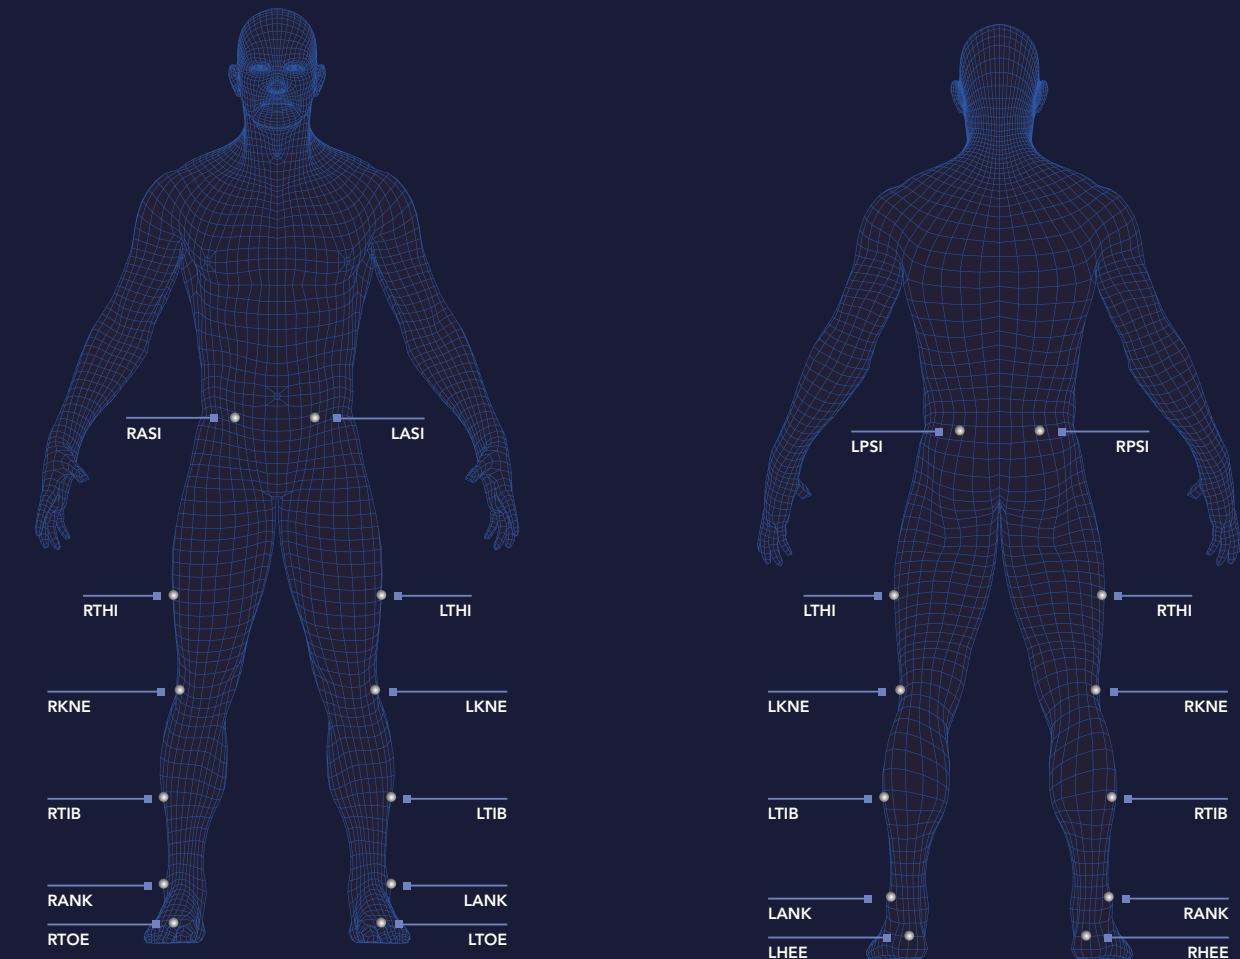 RASI
LASI
LPSI
RPSI
RTHI
LTHI
LTHI
RTHI
RKNE
LKNE
LKNE
RKNE
RTIB
LTIB
LTIB
RTIB
RANK
LANK
LANK
RANK
RTOE
LTOE
LHEE
RHEE